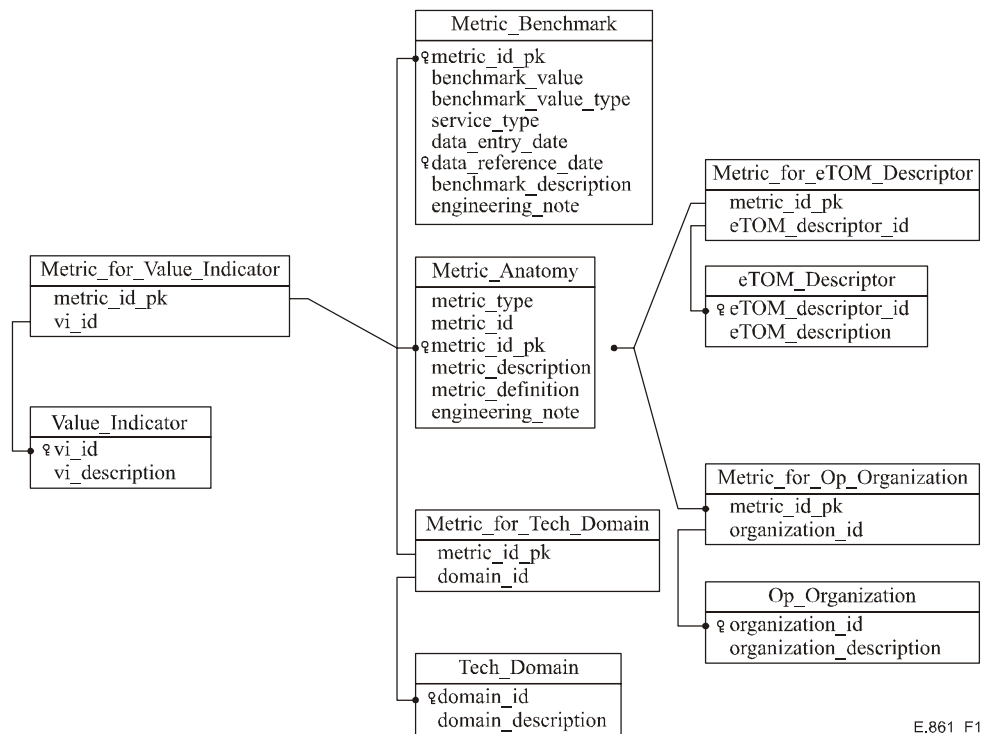 Metric_Benchmark
metric_id_pk
benchmark_value
benchmark_value_type
service_type
data_entry_date
data_reference_date
benchmark_description
engineering_note
Metric_for_Value_Indicator
metric_id_pk
vi_id
Value_Indicator
vi_id
vi_description
Metric_Anatomy
metric_type
metric_id
metric_id_pk
metric_description
metric_definition
engineering_note
Metric_for_Tech_Domain
metric_id_pk
domain_id
Tech_Domain
domain_id
domain_description
Metric_for_eTOM_Descriptor
metric_id_pk
eTOM_descriptor_id
eTOM_Descriptor
eTOM_descriptor_id
eTOM_description
Metric_for_Op_Organization
metric_id_pk
organization_id
Op_Organization
organization_id
organization_description
E.861_F1